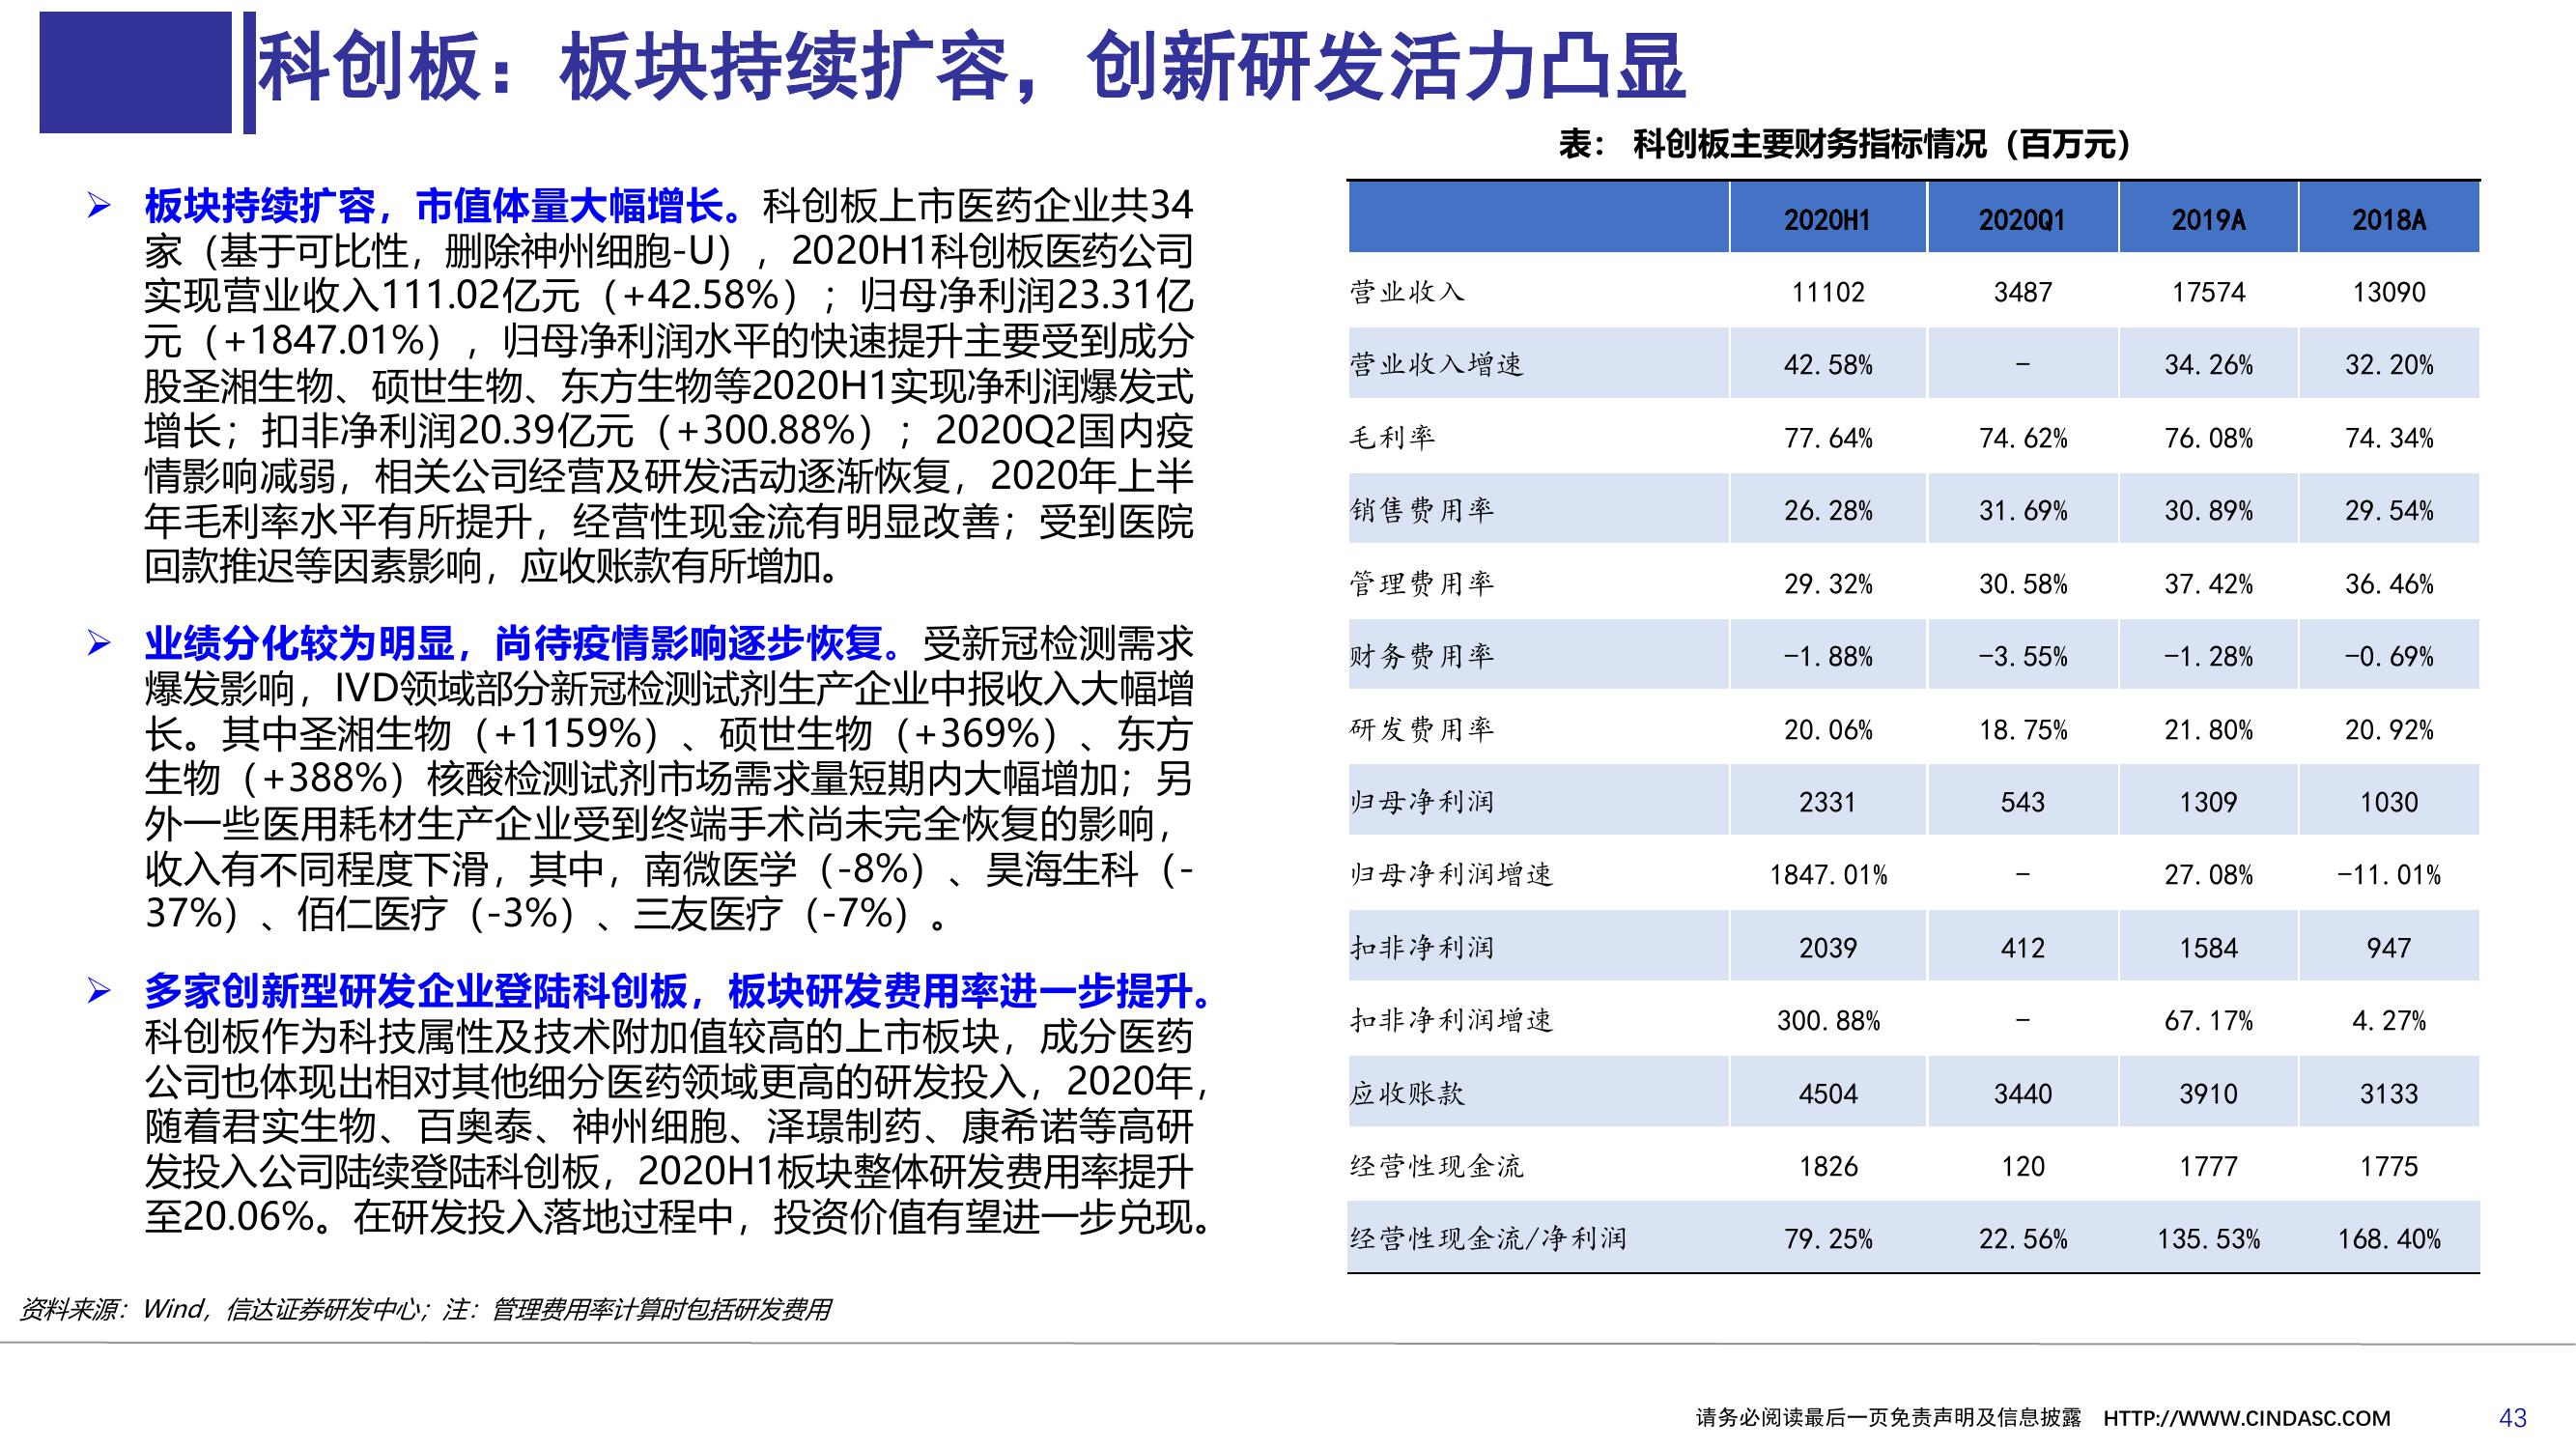 科创板：板块持续扩容，创新研发活力凸显
板块持续扩容，市值体量大幅增长。科创板上市医药企业共34
家（基于可比性，删除神州细胞-U），2020H1科创板医药公司
实现营业收入111.02亿元（+42.58%）；归母净利润23.31亿
元（+1847.01%），归母净利润水平的快速提升主要受到成分
股圣湘生物、硕世生物、东方生物等2020H1实现净利润爆发式
增长；扣非净利润20.39亿元（+300.88%）；2020Q2国内疫
情影响减弱，相关公司经营及研发活动逐渐恢复，2020年上半
年毛利率水平有所提升，经营性现金流有明显改善；受到医院
回款推迟等因素影响，应收账款有所增加。
业绩分化较为明显，尚待疫情影响逐步恢复。受新冠检测需求
爆发影响，IVD领域部分新冠检测试剂生产企业中报收入大幅增
长。其中圣湘生物（+1159%）、硕世生物（+369%）、东方
生物（+388%）核酸检测试剂市场需求量短期内大幅增加；另
外一些医用耗材生产企业受到终端手术尚未完全恢复的影响，
收入有不同程度下滑，其中，南微医学（-8%）、昊海生科（-
37%）、佰仁医疗（-3%）、三友医疗（-7%）。
多家创新型研发企业登陆科创板，板块研发费用率进一步提升。
科创板作为科技属性及技术附加值较高的上市板块，成分医药
公司也体现出相对其他细分医药领域更高的研发投入，2020年，
随着君实生物、百奥泰、神州细胞、泽璟制药、康希诺等高研
发投入公司陆续登陆科创板，2020H1板块整体研发费用率提升
至20.06%。在研发投入落地过程中，投资价值有望进一步兑现。
表： 科创板主要财务指标情况（百万元）
2020H1 2020Q1 2019A 2018A
营业收入 11102 3487 17574 13090
营业收入增速 42.58% - 34.26% 32.20%
毛利率 77.64% 74.62% 76.08% 74.34%
销售费用率 26.28% 31.69% 30.89% 29.54%
管理费用率 29.32% 30.58% 37.42% 36.46%
财务费用率 -1.88% -3.55% -1.28% -0.69%
研发费用率 20.06% 18.75% 21.80% 20.92%
归母净利润 2331 543 1309 1030
归母净利润增速 1847.01% - 27.08% -11.01%
扣非净利润 2039 412 1584 947
扣非净利润增速 300.88% - 67.17% 4.27%
应收账款 4504 3440 3910 3133
经营性现金流 1826 120 1777 1775
经营性现金流/净利润 79.25% 22.56% 135.53% 168.40%
资料来源：Wind，信达证券研发中心；注：管理费用率计算时包括研发费用
请务必阅读最后一页免责声明及信息披露 HTTP://WWW.CINDASC.COM 43